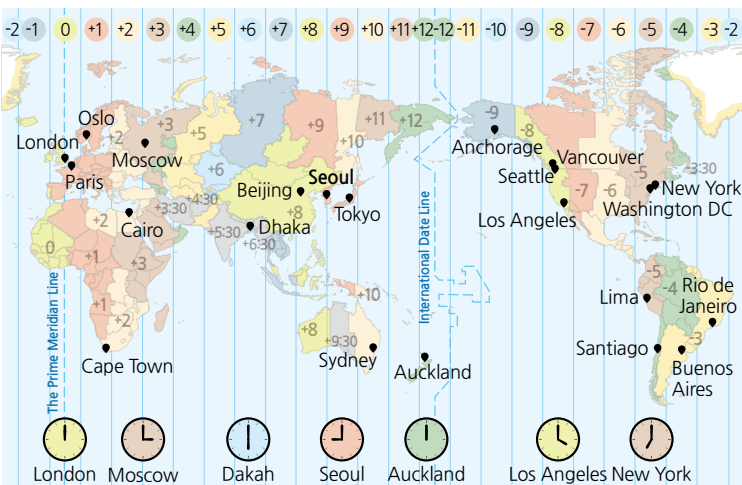 -2 -1 0 +1 +2 +3 +4 +5 +6 +7 +8 +9 +10 +11 +12 -12 -11 -10 -9 -8 -7 -6 -5 -4 -3 -2
Oslo
London
Paris
Moscow
Cairo
Cape Town
Beijing
Seoul
Tokyo
Dhaka
Sydney
Auckland
Anchorage
Vancouver
Seattle
Los Angeles
New York
Washington DC
Lima
Rio de
Janeiro
Santiago
Buenos
Aires
+2
+3
+5
+7
+6
+9
+10
+11
+12
-9
-8
-7
-6
-5
-3:30
+3:30
+4:30
+5:30
+6:30
+8
0
+1
+2
+3
+1
+2
+10
+8
+9:30
-5
-4
-3
The Prime Meridian Line
International Date Line
London Moscow Dakah Seoul Auckland Los Angeles New York